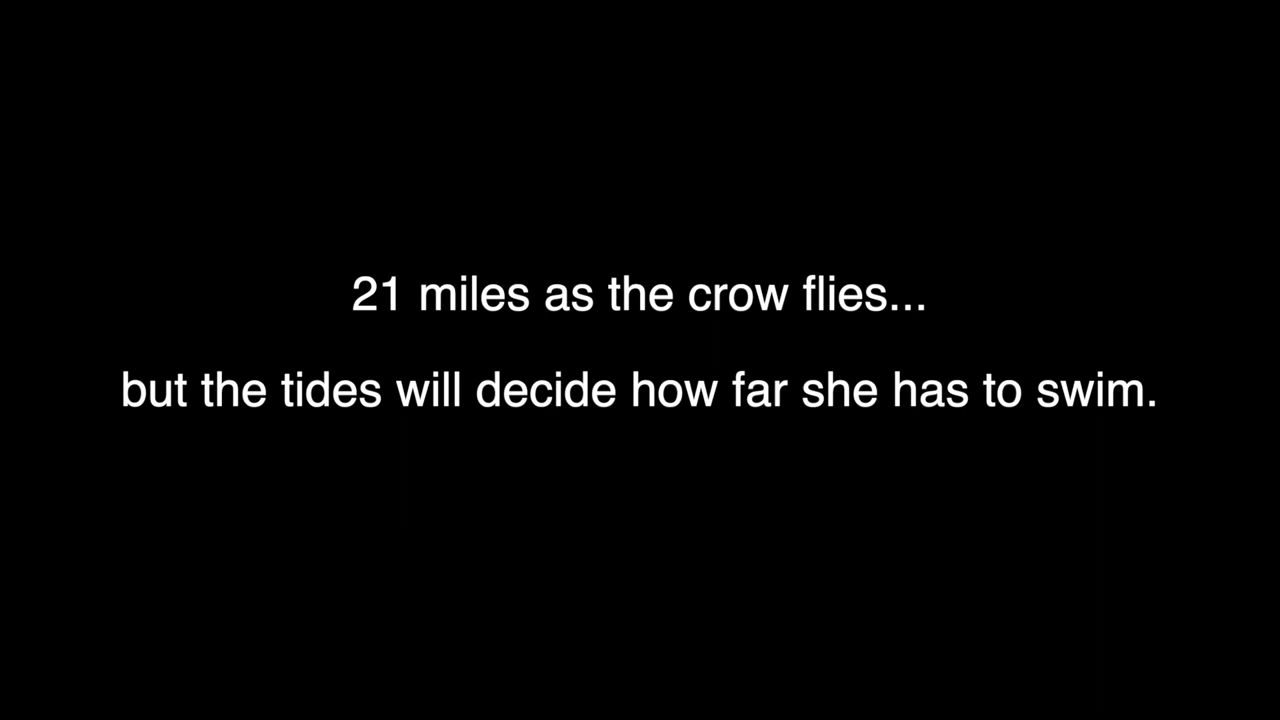 21 miles as the crow flies...
but the tides will decide how far she has to swim.